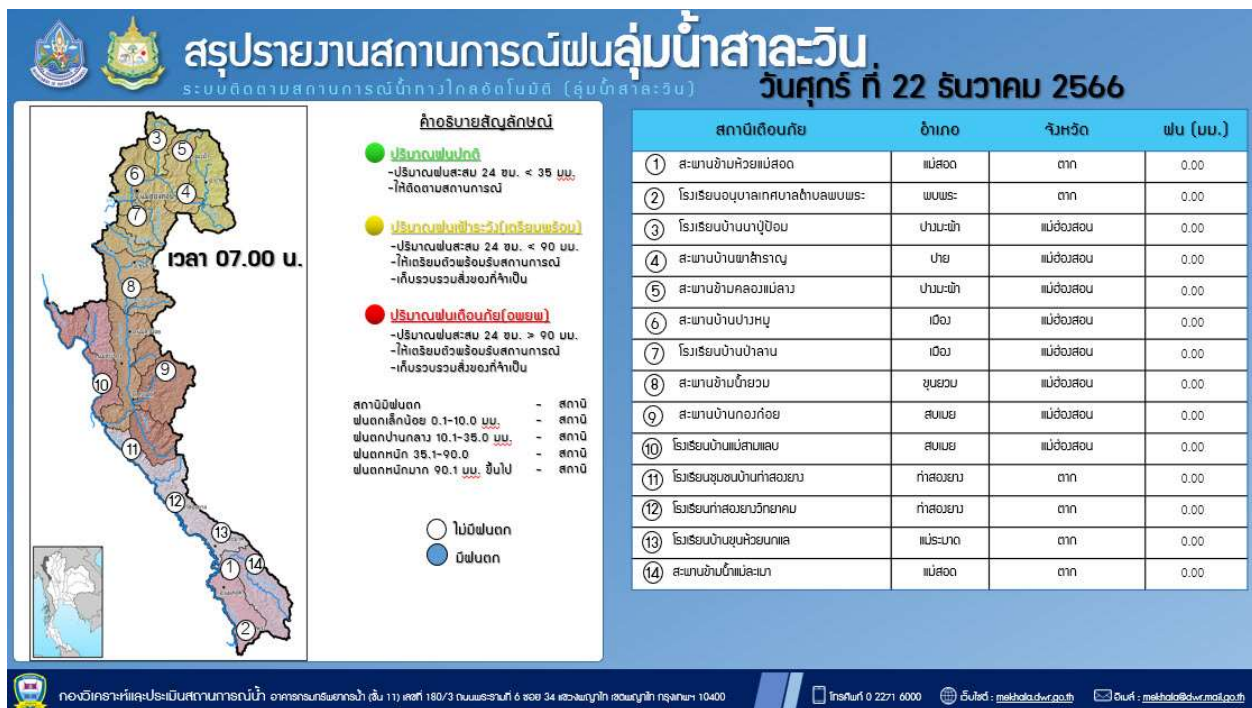 สรุปรายงานสถานการณ์ฝนลุ่มน้ำสาละวิน
ระบบติดตามสถานการณ์น้ำทางไกลอัตโนมัติ (ลุ่มน้ำสาละวิน)
วันศุกร์ ที่ 22 ธันวาคม 2566
เวลา 07.00 น.
3
5
6
4
7
8
9
10
11
12
13
1
14
2
คำอธิบายสัญลักษณ์
ปริมาณฝนปกติ
-ปริมาณฝนสะสม 24 ชม. < 35 มม.
-ให้ติดตามสถานการณ์
ปริมาณฝนเฝ้าระวัง(เตรียมพร้อม)
-ปริมาณฝนสะสม 24 ชม. < 90 มม.
-ให้เตรียมตัวพร้อมรับสถานการณ์
-เก็บรวบรวมสิ่งของที่จำเป็น
ปริมาณฝนเตือนภัย(อพยพ)
-ปริมาณฝนสะสม 24 ชม. > 90 มม.
-ให้เตรียมตัวพร้อมรับสถานการณ์
-เก็บรวบรวมสิ่งของที่จำเป็น
สถานีมีฝนตก - สถานี
ฝนตกเล็กน้อย 0.1-10.0 มม. - สถานี
ฝนตกปานกลาง 10.1-35.0 มม. - สถานี
ฝนตกหนัก 35.1-90.0 - สถานี
ฝนตกหนักมาก 90.1 มม. ขึ้นไป - สถานี
ไม่มีฝนตก
มีฝนตก
สถานีเตือนภัย อำเภอ จังหวัด ฝน (มม.)
1 สะพานข้ามห้วยแม่สอด แม่สอด ตาก 0.00
2 โรงเรียนอนุบาลเทศบาลตำบลพบพระ พบพระ ตาก 0.00
3 โรงเรียนบ้านนาปู่ป้อม ปางมะผ้า แม่ฮ่องสอน 0.00
4 สะพานบ้านผาสำราญ ปาย แม่ฮ่องสอน 0.00
5 สะพานข้ามคลองแม่ลาง ปางมะผ้า แม่ฮ่องสอน 0.00
6 สะพานบ้านปางหมู เมือง แม่ฮ่องสอน 0.00
7 โรงเรียนบ้านป่าลาน เมือง แม่ฮ่องสอน 0.00
8 สะพานข้ามน้ำยวม ขุนยวม แม่ฮ่องสอน 0.00
9 สะพานบ้านกองก๋อย สบเมย แม่ฮ่องสอน 0.00
10 โรงเรียนบ้านแม่สามแลบ สบเมย แม่ฮ่องสอน 0.00
11 โรงเรียนชุมชนบ้านท่าสองยาง ท่าสองยาง ตาก 0.00
12 โรงเรียนท่าสองยางวิทยาคม ท่าสองยาง ตาก 0.00
13 โรงเรียนบ้านขุนห้วยนกแล แม่ระมาด ตาก 0.00
14 สะพานข้ามน้ำแม่ละเมา แม่สอด ตาก 0.00
กองวิเคราะห์และประเมินสถานการณ์น้ำ อาคารกรมทรัพยากรน้ำ (ชั้น 11) เลขที่ 180/3 ถนนพระรามที่ 6 ซอย 34 แขวงพญาไท เขตพญาไท กรุงเทพฯ 10400
โทรศัพท์ 0 2271 6000
เว็บไซต์ : mekhala.dwr.go.th
อีเมล์ : mekhala@dwr.mail.go.th